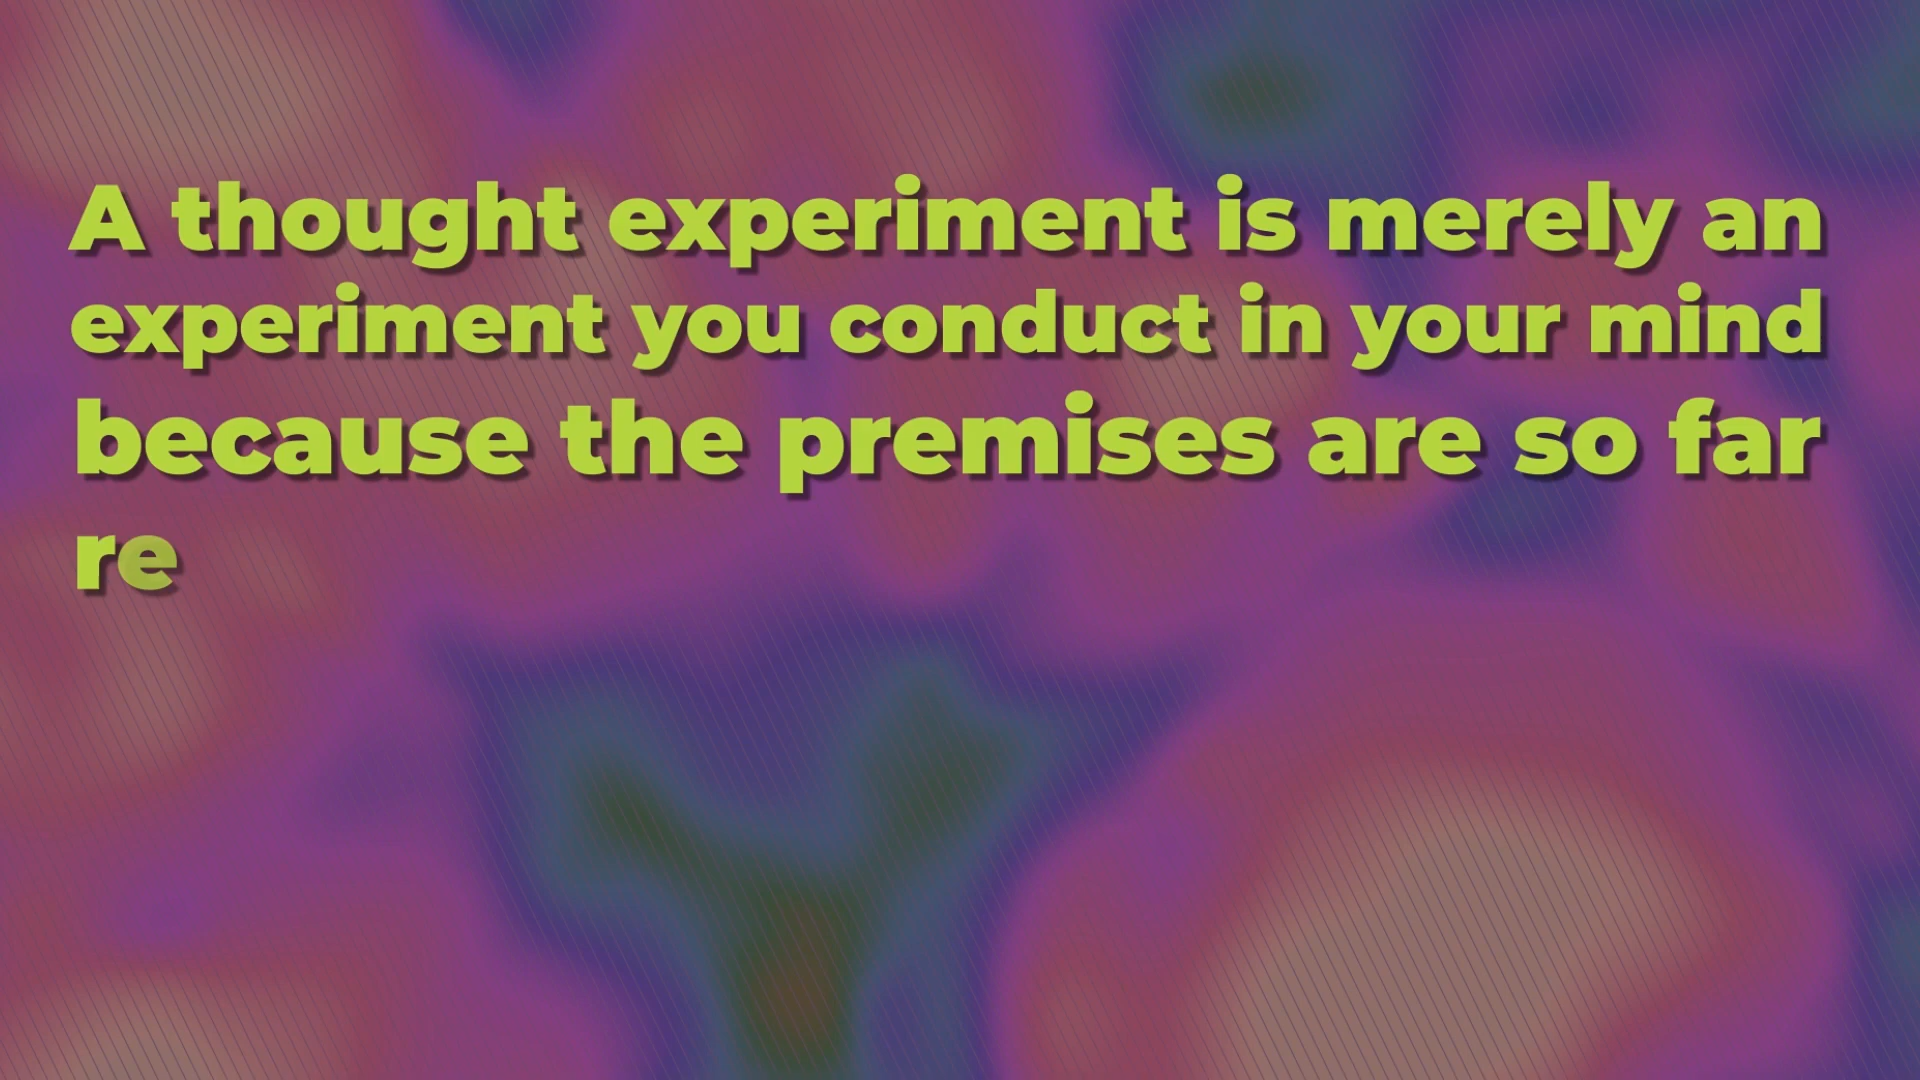 A thought experiment is merely an
experiment you conduct in your mind
because the premises are so far
re